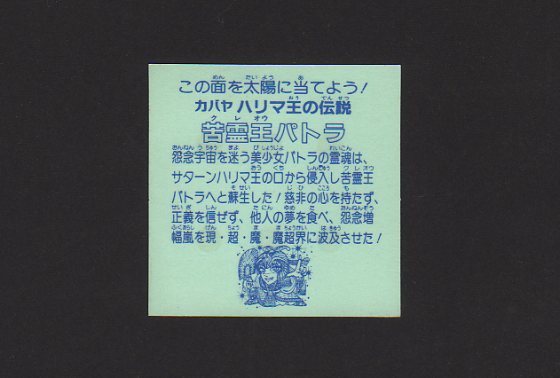 この面を太陽に当てよう!
カバヤ ハリマ王の伝説
苦霊王パトラ
怨念宇宙を迷う美少女パトラの霊魂は、
サターンハリマ王の口から侵入し苦霊王
パトラへと蘇生した!慈非の心を持たず、
正義を信ぜず、他人の夢を食べ、怨念増
幅嵐を現・超・魔・魔超界に波及させた!